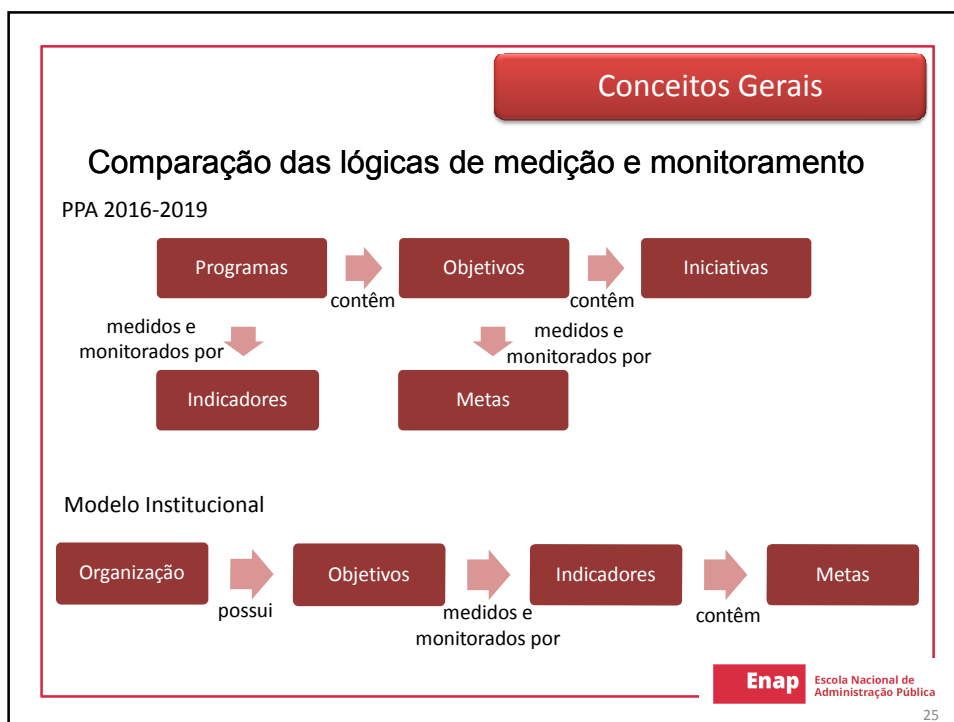 Conceitos Gerais
Comparação das lógicas de medição e monitoramento
PPA 2016-2019
Programas
contêm
Objetivos
contêm
Iniciativas
medidos e
monitorados por
medidos e
monitorados por
Indicadores
Metas
Modelo Institucional
Organização
possui
Objetivos
medidos e
monitorados por
Indicadores
contêm
Metas
Enap
Escola Nacional de
Administração Pública
25